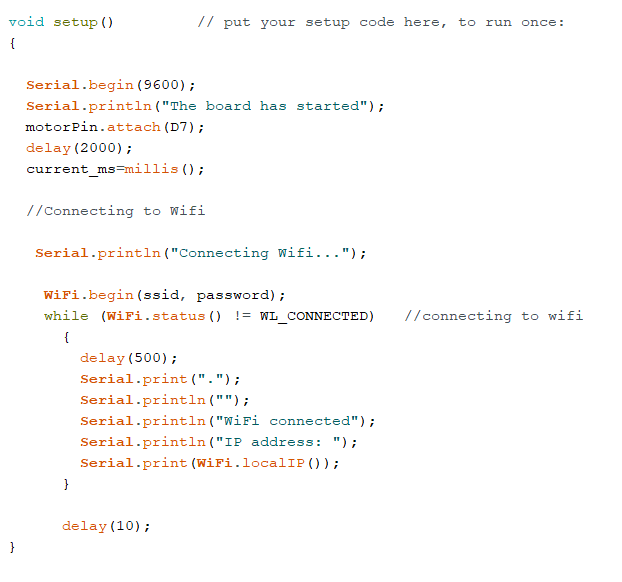 void setup()         // put your setup code here, to run once:
{

  Serial.begin(9600);
  Serial.println("The board has started");
  motorPin.attach(D7);
  delay(2000);
  current_ms=millis();

  //Connecting to Wifi

   Serial.println("Connecting Wifi...");

    WiFi.begin(ssid, password);
    while (WiFi.status() != WL_CONNECTED)   //connecting to wifi
      {
        delay(500);
        Serial.print(".");
        Serial.println("");
        Serial.println("WiFi connected");
        Serial.println("IP address: ");
        Serial.print(WiFi.localIP());
      }

      delay(10);
}